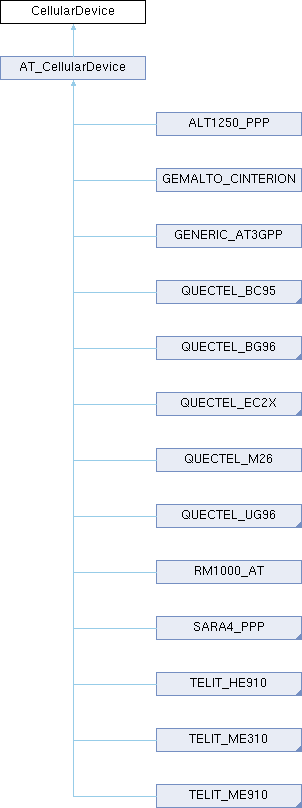 CellularDevice
AT_CellularDevice
ALT1250_PPP
GEMALTO_CINTERION
GENERIC_AT3GPP
QUECTEL_BC95
QUECTEL_BG96
QUECTEL_EC2X
QUECTEL_M26
QUECTEL_UG96
RM1000_AT
SARA4_PPP
TELIT_HE910
TELIT_ME310
TELIT_ME910